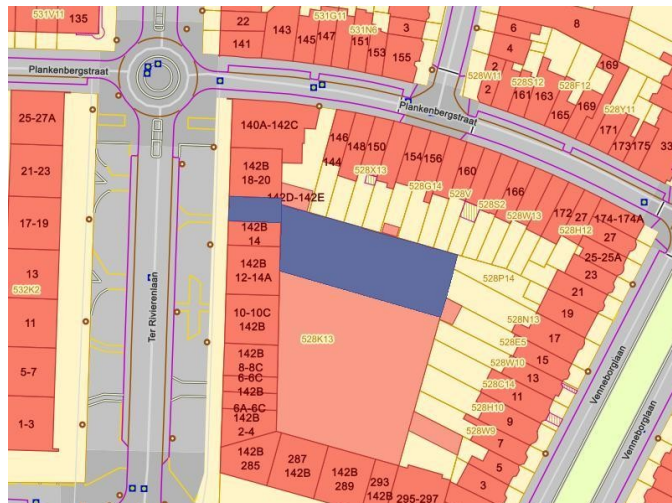 531V11
135
22
141
143
145
147
531G11
531N6
151
153
155
3
6
4
2
2
8
528W11
528S12
528F12
528Y11
161
163
165
169
169
171
173
175
33
Plankenbergstraat
Plankenbergstraat
25-27A
21-23
17-19
13
532K2
11
5-7
1-3
140A-142C
142B
18-20
142D-142E
142B
14
142B
12-14A
10-10C
142B
142B
8-8C
6-6C
142B
6A-6C
142B
2-4
142B
285
287
142B
142B
289
293
142B
295-297
146
144
148
150
528X13
154
156
528G14
160
528V
528S2
166
528W13
172
27
174-174A
528H12
27
25-25A
23
21
528P14
19
528N13
17
528E5
15
528W10
13
528C14
11
528H10
9
528W9
7
5
3
528K13
Ter Rivierenlaan
Venneborglaan
Venneborglaan